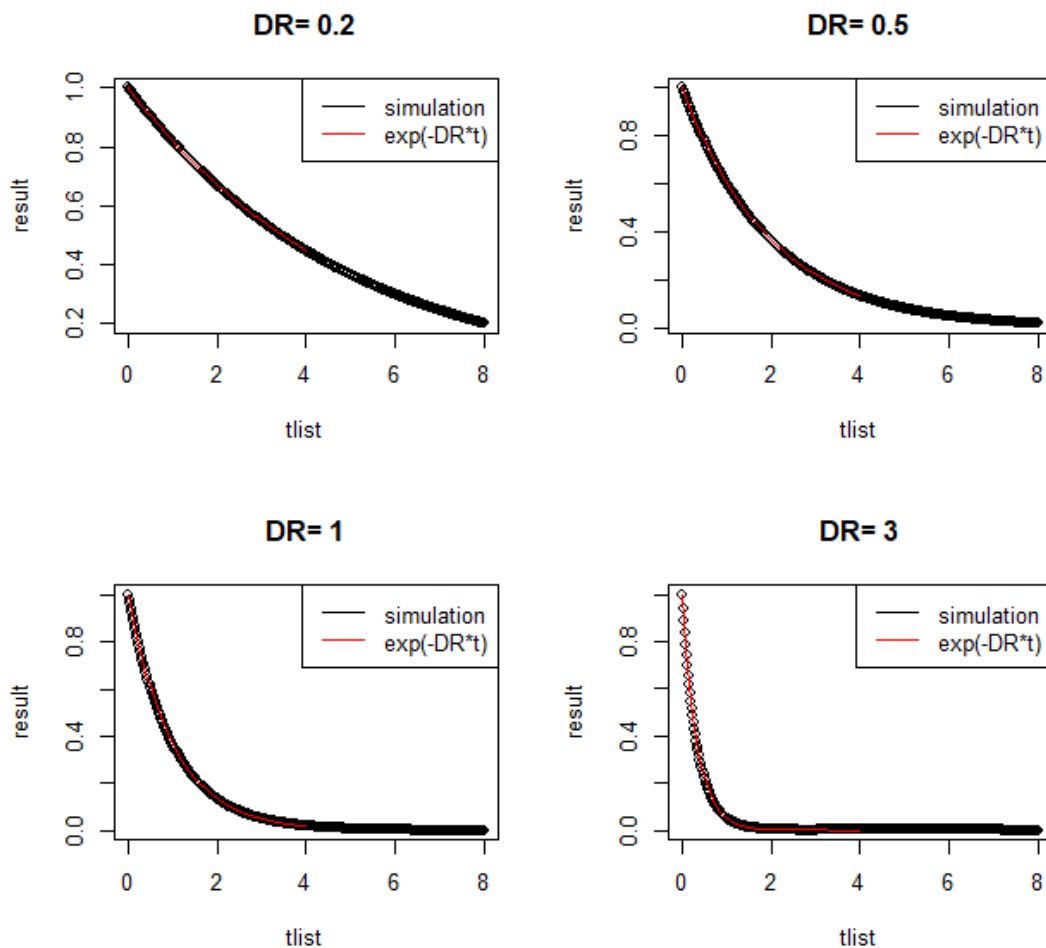 DR= 0.2
simulation
exp(-DR*t)
result
1.0
0.8
0.6
0.4
0.2
0 2 4 6 8
tlist
DR= 0.5
simulation
exp(-DR*t)
result
0.8
0.4
0.0
0 2 4 6 8
tlist
DR= 1
simulation
exp(-DR*t)
result
0.8
0.4
0.0
0 2 4 6 8
tlist
DR= 3
simulation
exp(-DR*t)
result
0.8
0.4
0.0
0 2 4 6 8
tlist